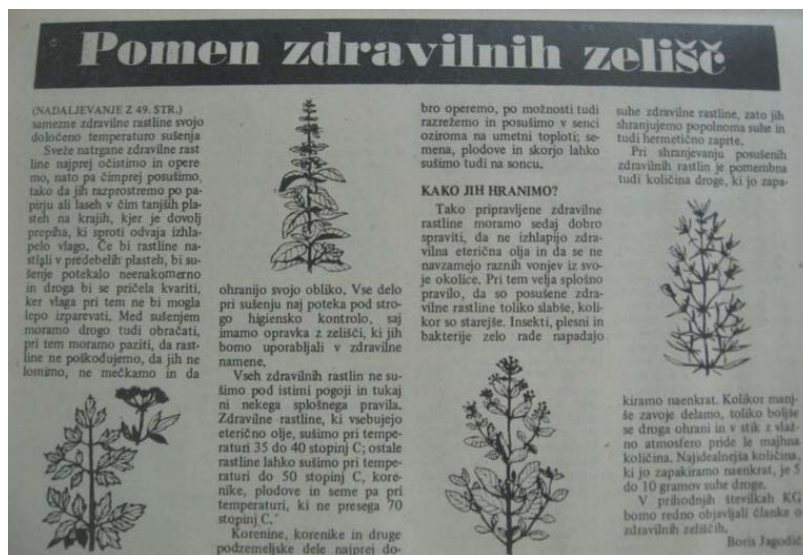 Pomen zdravilnih zelišč
(NADALJEVANJE Z 49. STR.)
samezne zdravilne rastline svojo
določeno temperaturo sušenja
Sveže natrgane zdravilne rast
line najprej očistimo in opere
mo, nato pa čimprej posušimo,
tako da jih razprostremo po pa-
pirju ali lesah v čim tanjših pla-
steh na krajih, kjer je dovolj
prepiha, ki sproti odvaja izhla-
pelo vlago. Če bi rastline na-
stlali v predebelih plasteh, bi su-
šenje potekalo neenakomerno
in droga bi se pričela kvariti,
ker vlaga pri tem ne bi mogla
lepo izparevati. Med sušenjem
moramo drogo tudi obračati,
pri tem moramo paziti, da rast-
line ne poškodujemo, da jih ne
lomimo, ne mečkamo in da
ohranijo svojo obliko. Vse delo
pri sušenju naj poteka pod stro-
go higiensko kontrolo, saj
imamo opravka z zelišči, ki jih
bomo uporabljali v zdravilne
namene.
Vseh zdravilnih rastlin ne su-
šimo pod istimi pogoji in tukaj
ni nekega splošnega pravila.
Zdravilne rastline, ki vsebujejo
eterično olje, sušimo pri tempe-
raturi 35 do 40 stopinj C; ostale
rastline lahko sušimo pri tempe-
raturi do 50 stopinj C, kore-
nike, plodove in seme pa pri
temperaturi, ki ne presega 70
stopinj C.
Korenine, korenike in druge
podzemeljske dele najprej do-
bro operemo, po možnosti tudi
razrežemo in posušimo v senci
oziroma na umetni toploti; se-
mena, plodove in skorjo lahko
sušimo tudi na soncu.
KAKO JIH HRANIMO?
Tako pripravljene zdravilne
rastline moramo sedaj dobro
spraviti, da ne izhlapijo zdra-
vilna eterična olja in da se ne
navzamejo raznih vonjev iz svo-
je okolice. Pri tem velja splošno
pravilo, da so posušene zdra-
vilne rastline toliko slabše, koli-
kor so starejše. Insekti, plesni in
bakterije zelo rade napadajo
suhe zdravilne rastline, zato jih
shranjujemo popolnoma suhe in
tudi hermetično zaprte.
Pri shranjevanju posušenih
zdravilnih rastlin je pomembna
tudi količina droge, ki jo zapa-
kiramo naenkrat. Kolikor manj-
še zavoje delamo, toliko boljše
se droga ohrani in v stik z vlaž-
no atmosfero pride le majhna
količina. Najidealnejša količina,
ki jo zapakiramo naenkrat, je 5
do 10 gramov suhe droge.
V prihodnjih številkah KG
bomo redno objavljali članke o
zdravilnih zeliščih.
Boris Jagodič